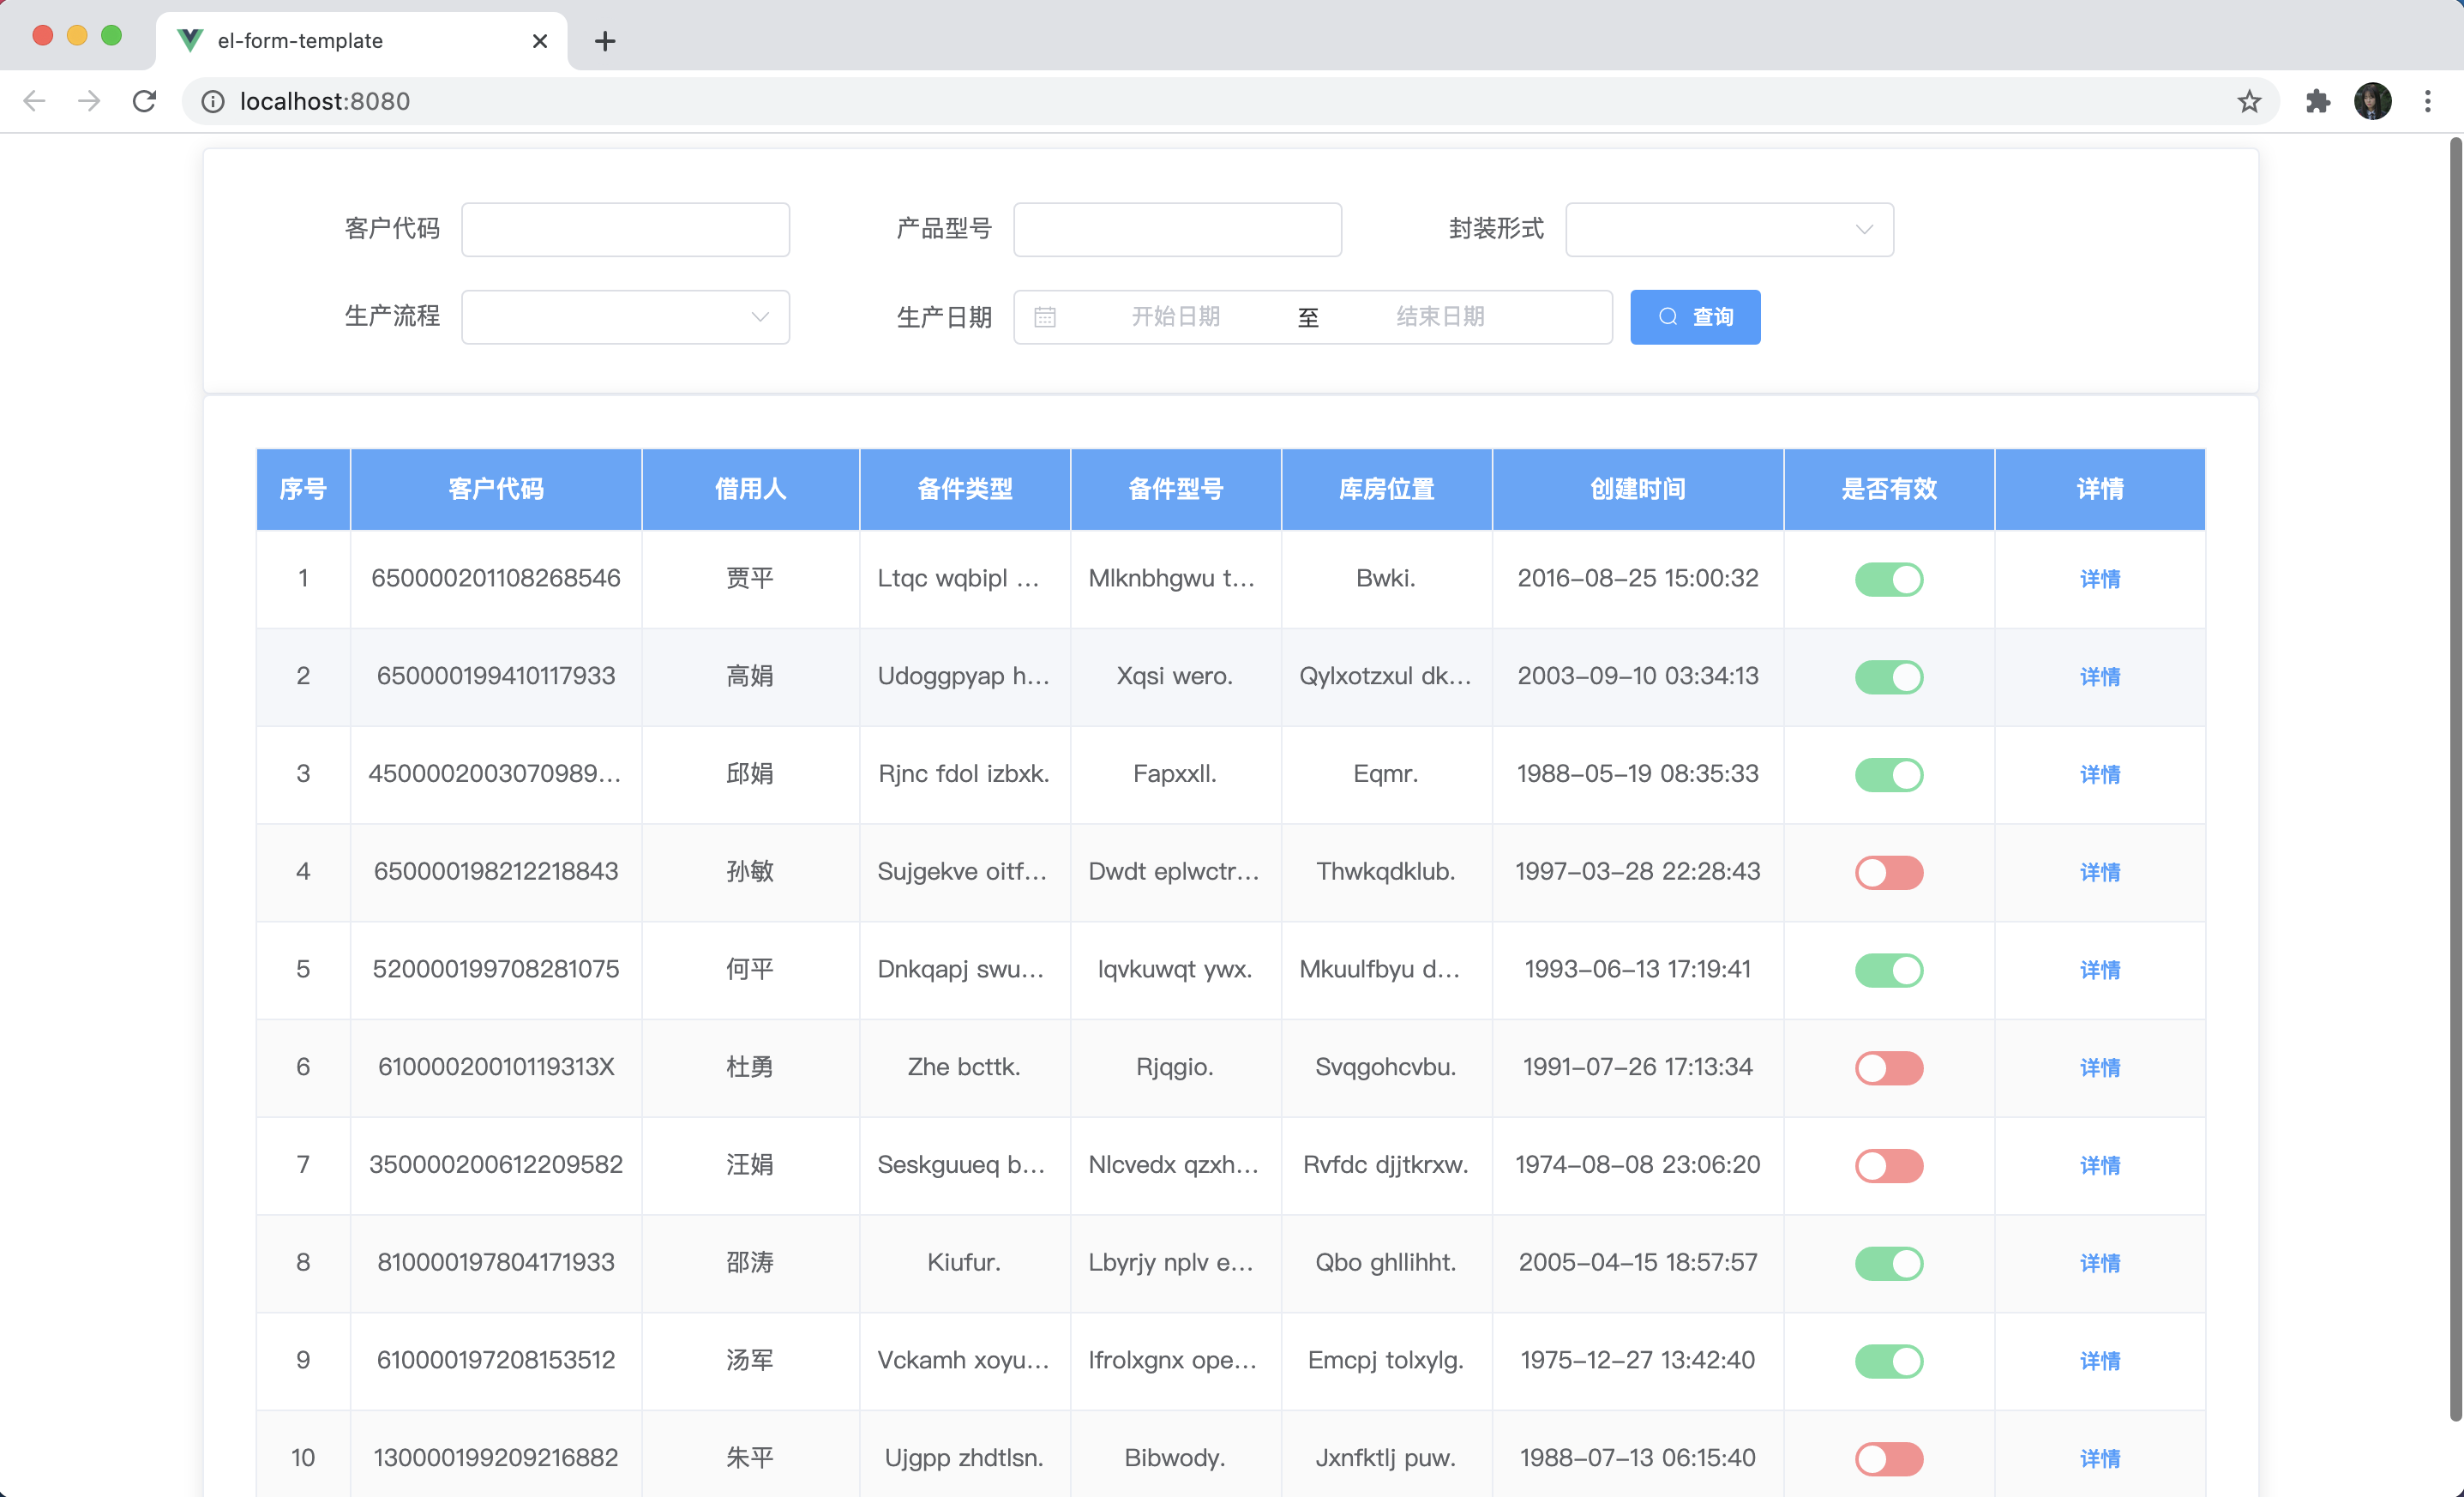 el-form-template
localhost:8080
客户代码 产品型号 封装形式
生产流程 生产日期 开始日期 至 结束日期 查询
序号 客户代码 借用人 备件类型 备件型号 库房位置 创建时间 是否有效 详情
1 650000201108268546 贾平 Ltqc wqbipl ... Mlknbhgwu t... Bwki. 2016-08-25 15:00:32 详情
2 650000199410117933 高娟 Udoggpyap h... Xqsi wero. Qylxotzxul dk... 2003-09-10 03:34:13 详情
3 4500002003070989... 邱娟 Rjnc fdol izbxk. Fapxxll. Eqmr. 1988-05-19 08:35:33 详情
4 650000198212218843 孙敏 Sujgekve oitf... Dwdt eplwctr... Thwkqdklub. 1997-03-28 22:28:43 详情
5 520000199708281075 何平 Dnkqapj swu... Iqvkuwqt ywx. Mkuulfbyu d... 1993-06-13 17:19:41 详情
6 61000020010119313X 杜勇 Zhe bcttk. Rjqgio. Svqgohcvbu. 1991-07-26 17:13:34 详情
7 350000200612209582 汪娟 Seskguueq b... Nlcvedx qzxh... Rvfdc djjtkrxw. 1974-08-08 23:06:20 详情
8 810000197804171933 邵涛 Kiufur. Lbyrjy nplv e... Qbo ghllihht. 2005-04-15 18:57:57 详情
9 610000197208153512 汤军 Vckamh xoyu... Ifrolxgnx ope... Emcpj tolxylg. 1975-12-27 13:42:40 详情
10 130000199209216882 朱平 Ujgpp zhdtlsn. Bibwody. Jxnfktlj puw. 1988-07-13 06:15:40 详情